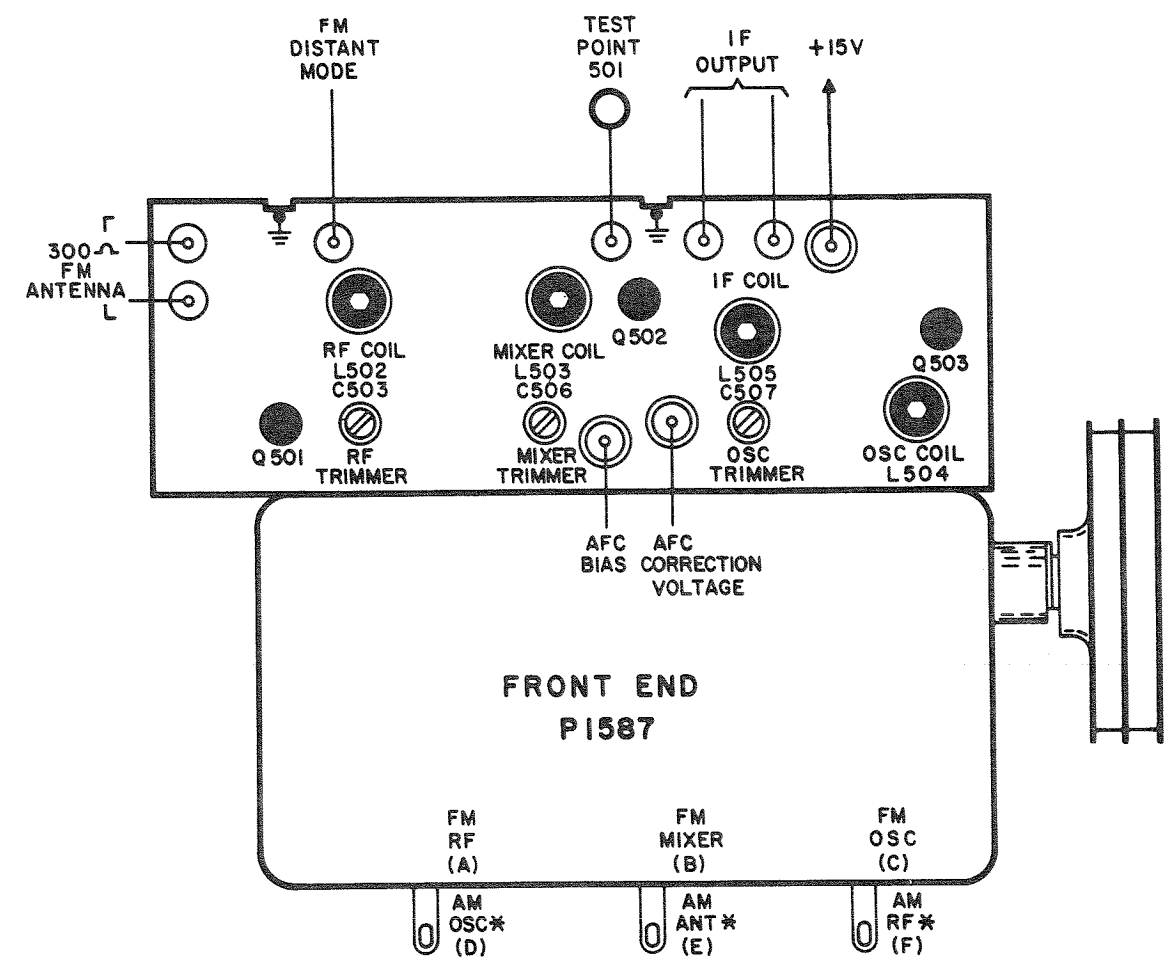 FM
DISTANT
MODE
TEST
POINT
501
IF
OUTPUT
+15V
300Ω
FM
ANTENNA
RF COIL
L502
C503
MIXER COIL
L503
C506
Q502
IF COIL
L505
C507
Q503
Q501
RF
TRIMMER
MIXER
TRIMMER
OSC
TRIMMER
OSC COIL
L504
AFC
BIAS
AFC
CORRECTION
VOLTAGE
FRONT END
P1587
FM
RF
(A)
FM
MIXER
(B)
FM
OSC
(C)
AM
OSC*
(D)
AM
ANT*
(E)
AM
RF*
(F)